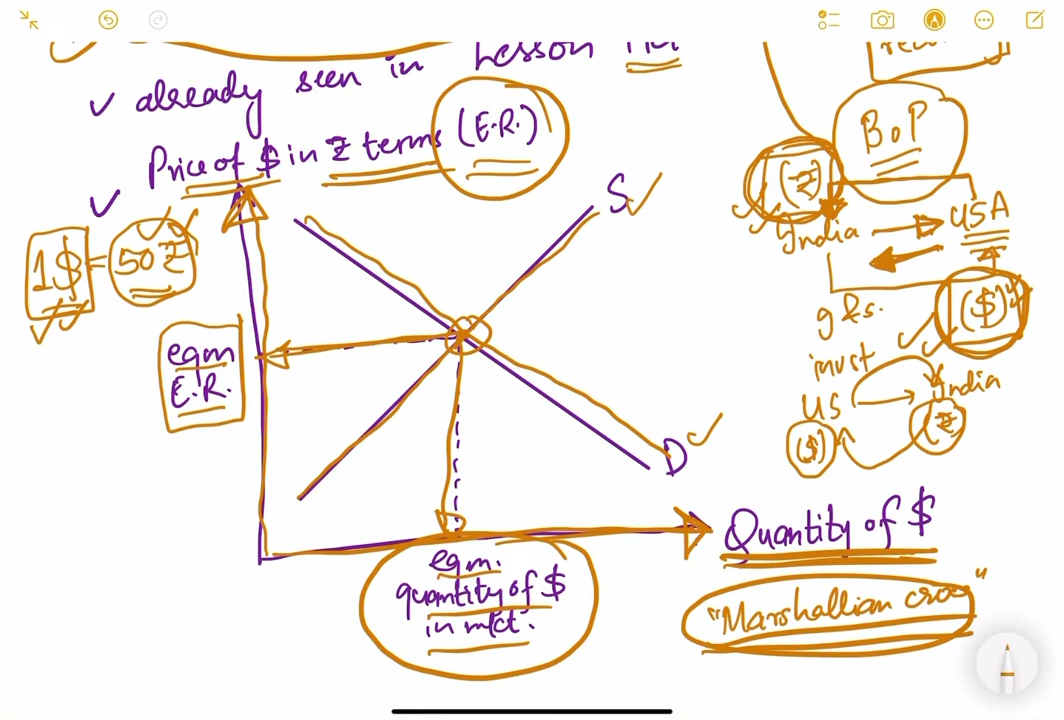 ✓ already seen in Lesson
✓ Price of $ in ₹ terms (E.R.)
1$ = 50 ₹
S
eqm
E.R.
D
Quantity of $
eqm.
quantity of $
in mkt.
"Marshallian cross"
BoP
(₹)
India
USA
g & s.
($)
must
US
India
($)
(₹)